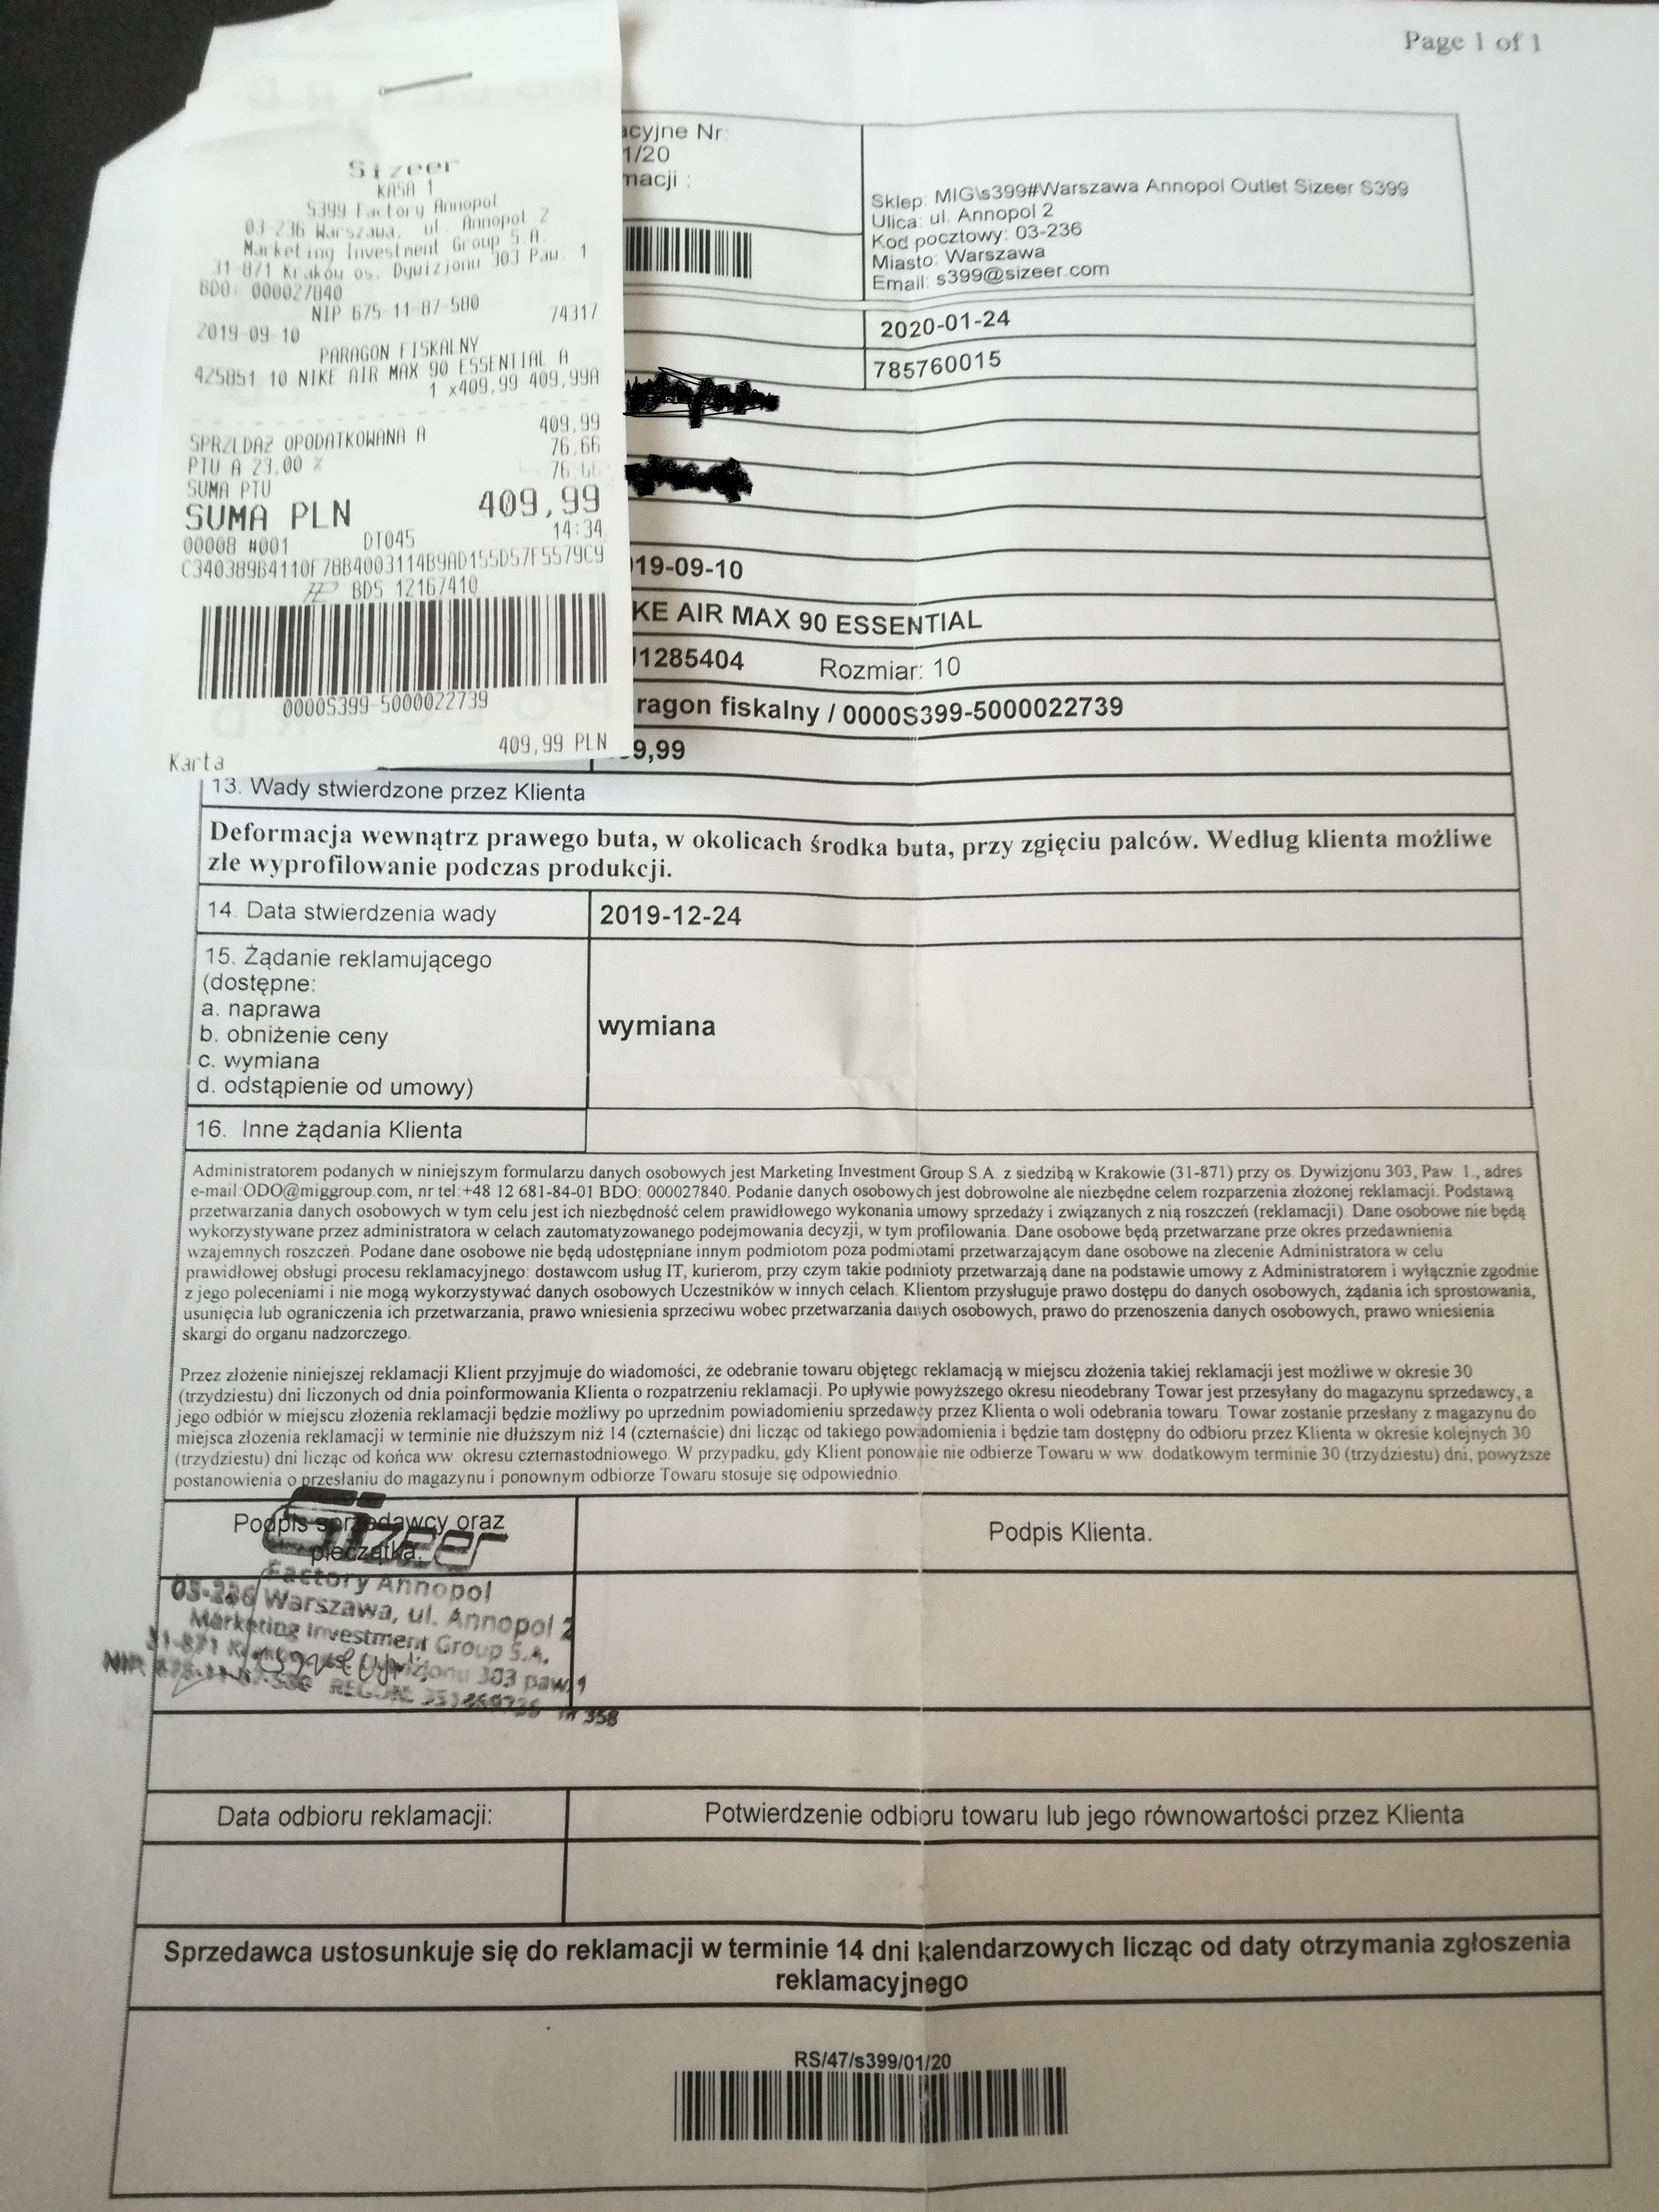 Page 1 of 1
Sizeer
KASA 1
S399 Factory Annopol
03-236 Warszawa, ul. Annopol 2
Marketing Investment Group S.A.
31-871 Kraków os. Dywizjonu 303 Paw. 1
BDO: 000027840
NIP 675-11-87-580
2019-09-10 74317
PARAGON FISKALNY
425851 10 NIKE AIR MAX 90 ESSENTIAL A
1 x409,99 409,99A
SPRZEDAŻ OPODATKOWANA A 409,99
PTU A 23,00 % 76,66
SUMA PTU 76,66
SUMA PLN 409,99
00008 #001 DT045 14:34
C340389B4110F78B4003114B9AD155D57F5579C9
BDS 12167410
0000S399-5000022739
Karta 409,99 PLN
acyjne Nr:
1/20
macji :
Sklep: MIG\s399#Warszawa Annopol Outlet Sizeer S399
Ulica: ul. Annopol 2
Kod pocztowy: 03-236
Miasto: Warszawa
Email: s399@sizeer.com
2020-01-24
785760015
19-09-10
KE AIR MAX 90 ESSENTIAL
1285404 Rozmiar: 10
ragon fiskalny / 0000S399-5000022739
9,99
13. Wady stwierdzone przez Klienta
Deformacja wewnątrz prawego buta, w okolicach środka buta, przy zgięciu palców. Według klienta możliwe
złe wyprofilowanie podczas produkcji.
14. Data stwierdzenia wady 2019-12-24
15. Żądanie reklamującego
(dostępne:
a. naprawa
b. obniżenie ceny
c. wymiana
d. odstąpienie od umowy)
wymiana
16. Inne żądania Klienta
Administratorem podanych w niniejszym formularzu danych osobowych jest Marketing Investment Group S.A. z siedzibą w Krakowie (31-871) przy os. Dywizjonu 303, Paw. 1., adres
e-mail:ODO@miggroup.com, nr tel:+48 12 681-84-01 BDO: 000027840. Podanie danych osobowych jest dobrowolne ale niezbędne celem rozparzenia złożonej reklamacji. Podstawą
przetwarzania danych osobowych w tym celu jest ich niezbędność celem prawidłowego wykonania umowy sprzedaży i związanych z nią roszczeń (reklamacji). Dane osobowe nie będą
wykorzystywane przez administratora w celach zautomatyzowanego podejmowania decyzji, w tym profilowania. Dane osobowe będą przetwarzane prze okres przedawnienia
wzajemnych roszczeń. Podane dane osobowe nie będą udostępniane innym podmiotom poza podmiotami przetwarzającym dane osobowe na zlecenie Administratora w celu
prawidłowej obsługi procesu reklamacyjnego: dostawcom usług IT, kurierom, przy czym takie podmioty przetwarzają dane na podstawie umowy z Administratorem i wyłącznie zgodnie
z jego poleceniami i nie mogą wykorzystywać danych osobowych Uczestników w innych celach. Klientom przysługuje prawo dostępu do danych osobowych, żądania ich sprostowania,
usunięcia lub ograniczenia ich przetwarzania, prawo wniesienia sprzeciwu wobec przetwarzania danych osobowych, prawo do przenoszenia danych osobowych, prawo wniesienia
skargi do organu nadzorczego.
Przez złożenie niniejszej reklamacji Klient przyjmuje do wiadomości, że odebranie towaru objętego reklamacją w miejscu złożenia takiej reklamacji jest możliwe w okresie 30
(trzydziestu) dni liczonych od dnia poinformowania Klienta o rozpatrzeniu reklamacji. Po upływie powyższego okresu nieodebrany Towar jest przesyłany do magazynu sprzedawcy, a
jego odbiór w miejscu złożenia reklamacji będzie możliwy po uprzednim powiadomieniu sprzedawcy przez Klienta o woli odebrania towaru. Towar zostanie przesłany z magazynu do
miejsca złożenia reklamacji w terminie nie dłuższym niż 14 (czternaście) dni licząc od takiego powiadomienia i będzie tam dostępny do odbioru przez Klienta w okresie kolejnych 30
(trzydziestu) dni licząc od końca ww. okresu czternastodniowego. W przypadku, gdy Klient ponownie nie odbierze Towaru w ww. dodatkowym terminie 30 (trzydziestu) dni, powyższe
postanowienia o przesłaniu do magazynu i ponownym odbiorze Towaru stosuje się odpowiednio.
Podpis sprzedawcy oraz
pieczątka.
Podpis Klienta.
Sizeer
Factory Annopol
03-236 Warszawa, ul. Annopol 2
Marketing Investment Group S.A.
31-871 Dywizjonu 303 paw.1
NIP REGON:
358
Data odbioru reklamacji: Potwierdzenie odbioru towaru lub jego równowartości przez Klienta
Sprzedawca ustosunkuje się do reklamacji w terminie 14 dni kalendarzowych licząc od daty otrzymania zgłoszenia
reklamacyjnego
RS/47/s399/01/20